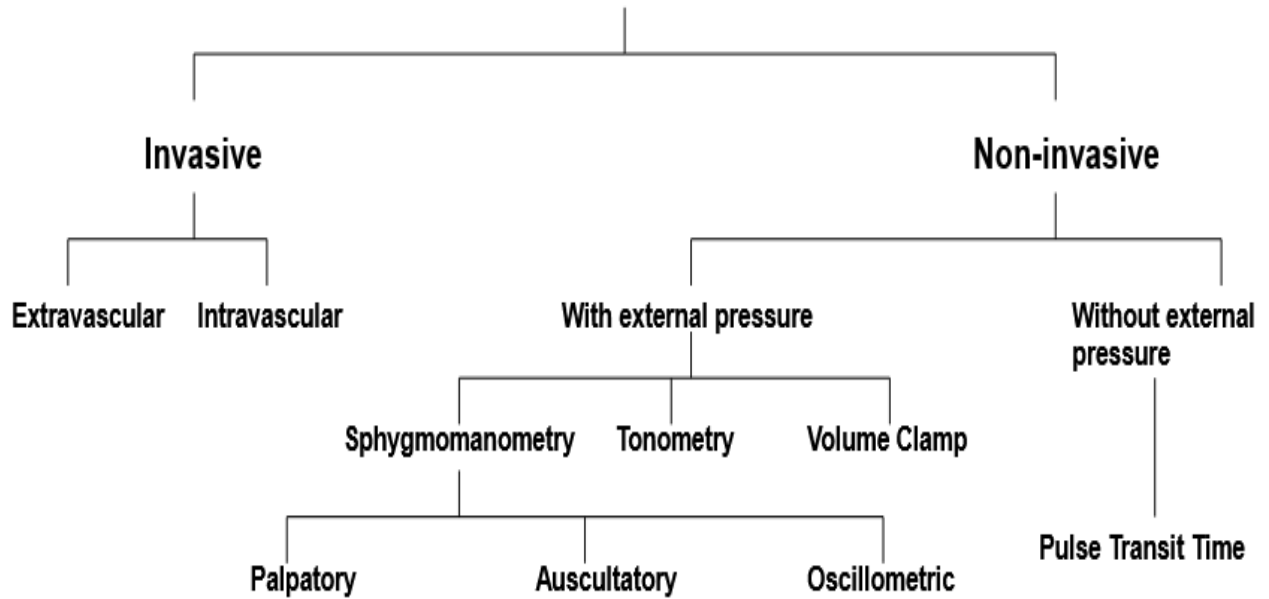 Invasive
Non-invasive
Extravascular
Intravascular
With external pressure
Without external
pressure
Sphygmomanometry
Tonometry
Volume Clamp
Palpatory
Auscultatory
Oscillometric
Pulse Transit Time